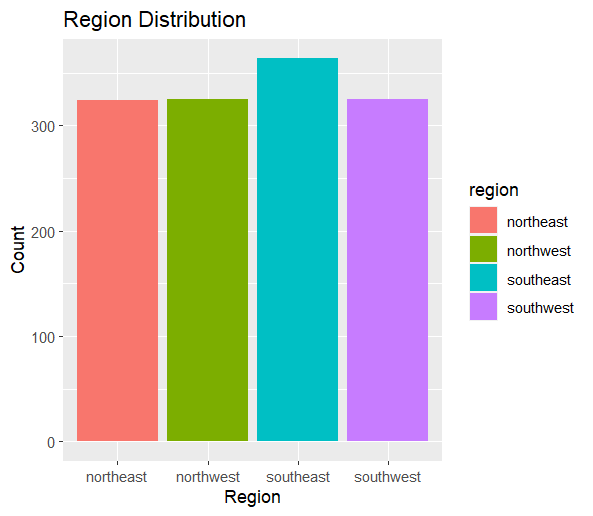 Region Distribution
Count
300
200
100
0
northeast northwest southeast southwest
Region
region
northeast
northwest
southeast
southwest